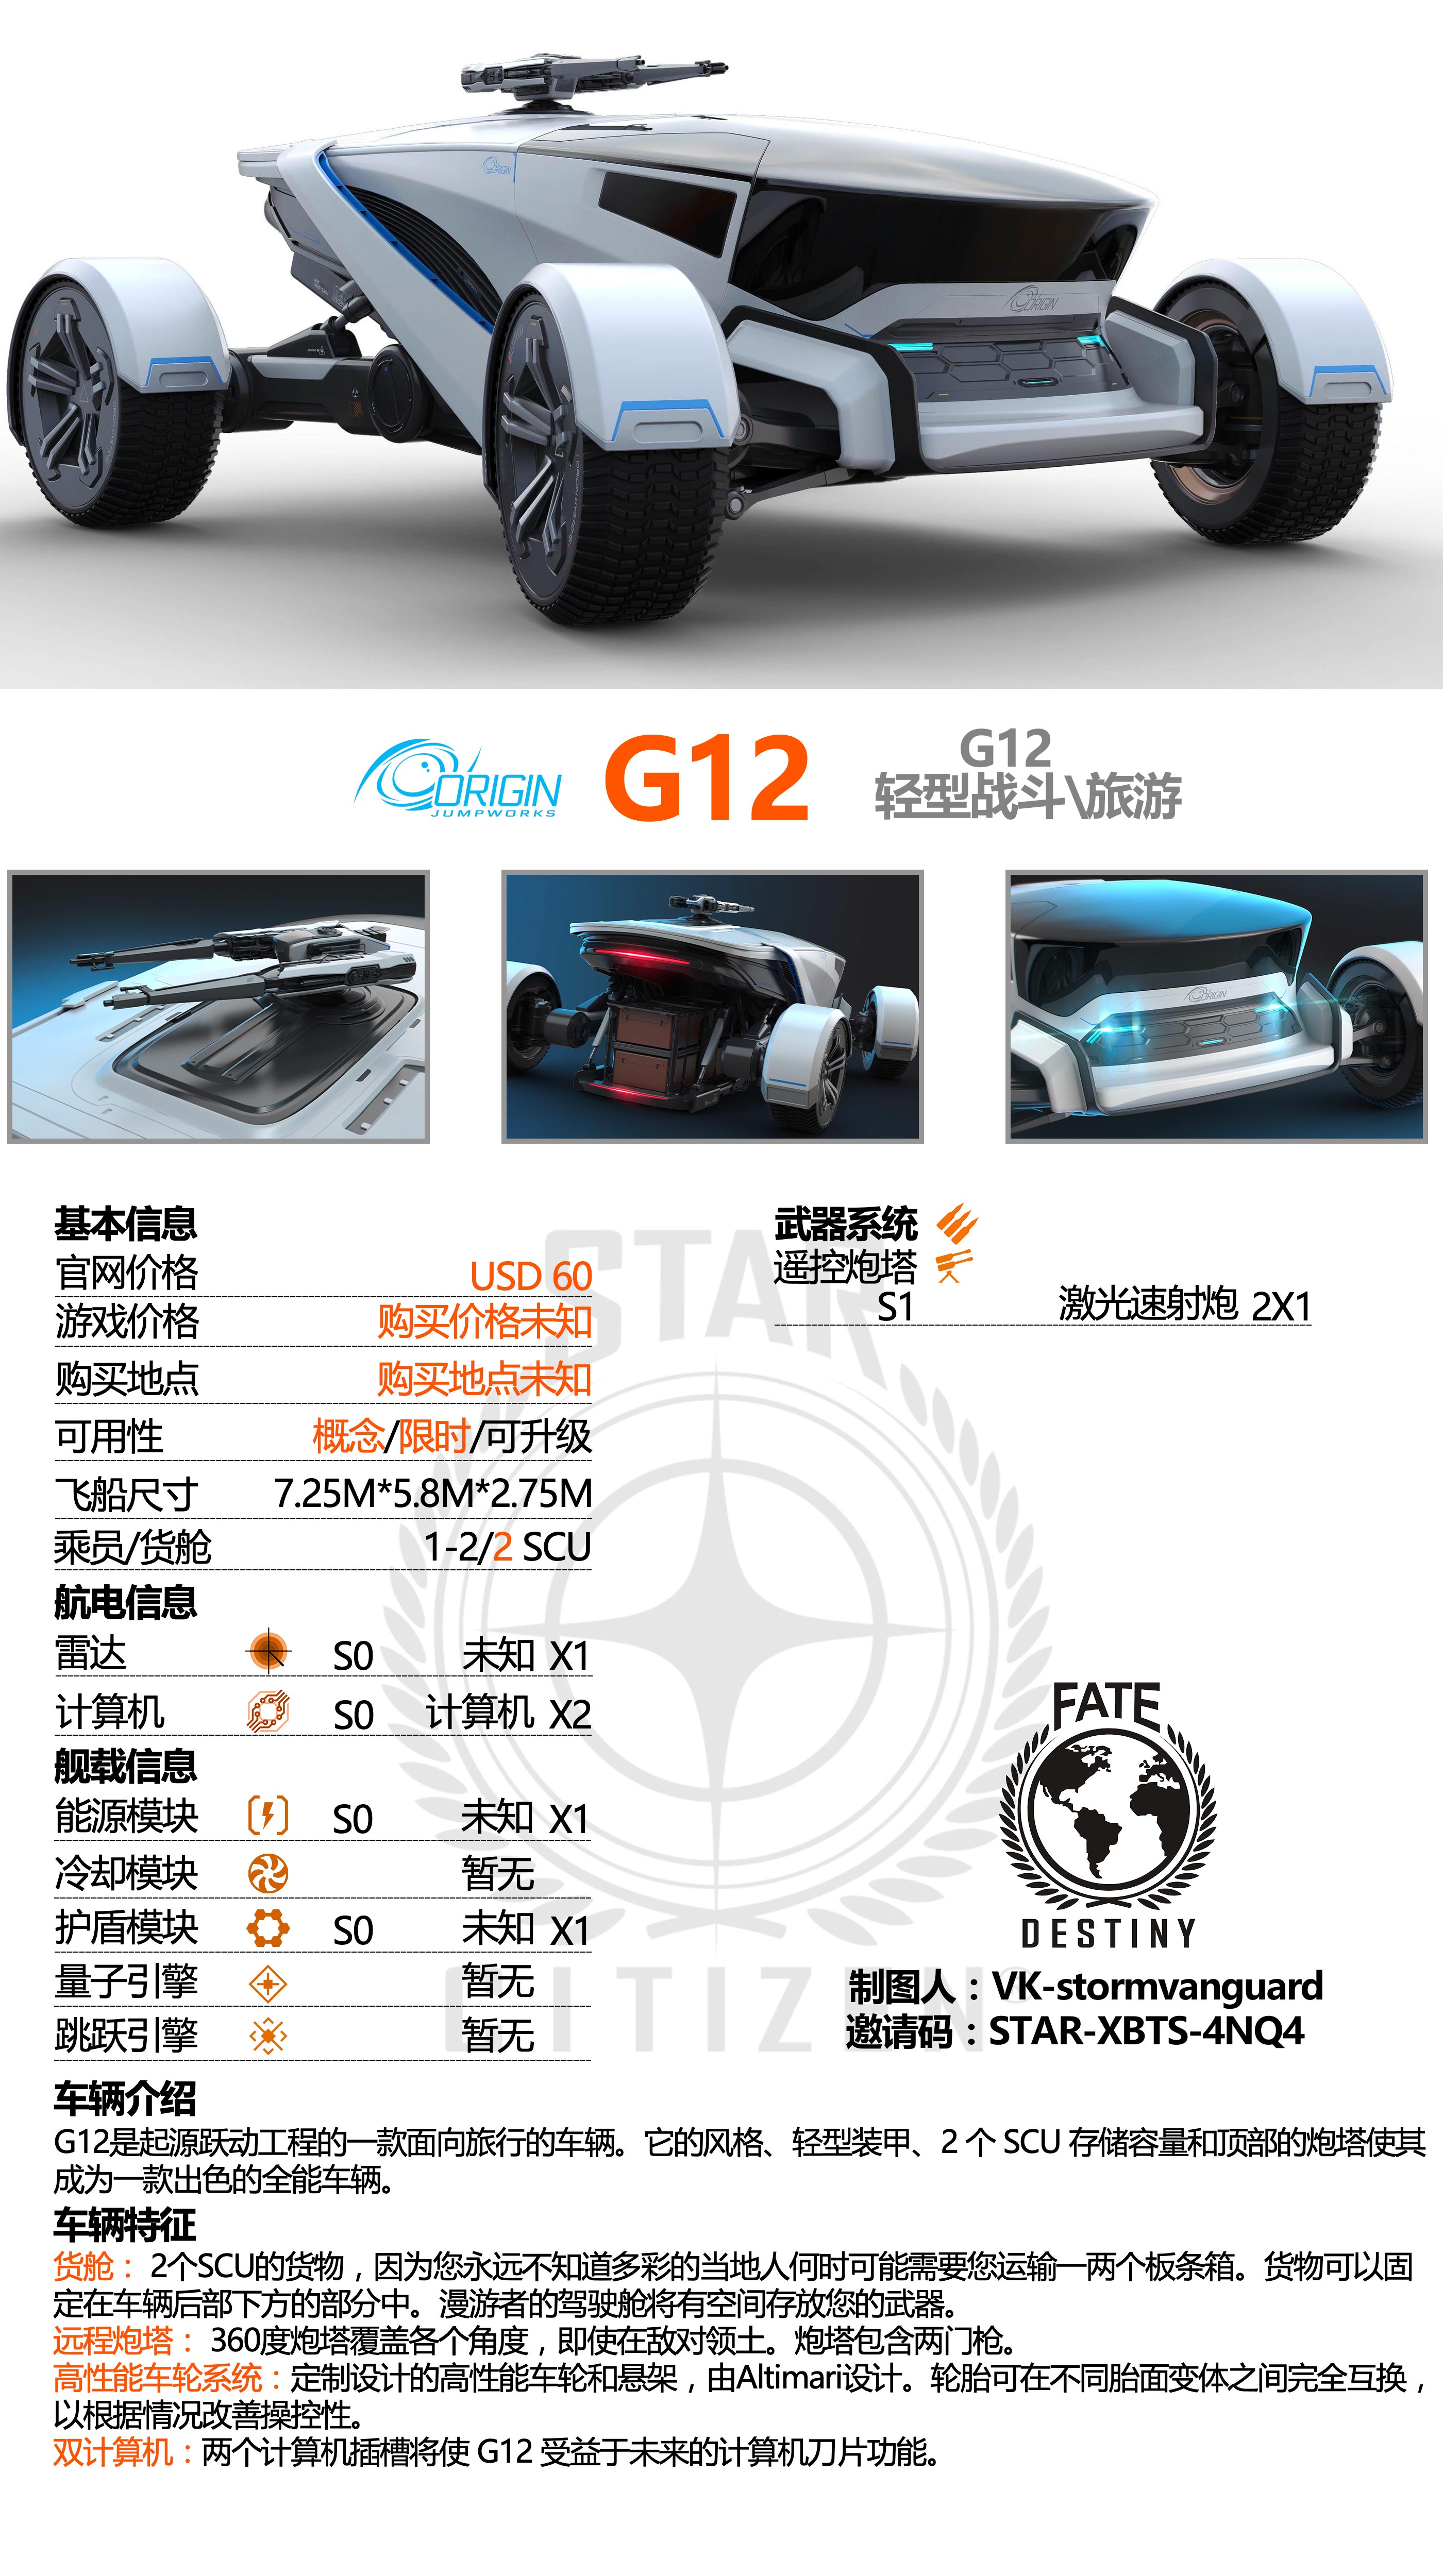 ORIGIN
ORIGIN
ORIGIN
JUMPWORKS
G12
G12
轻型战斗\旅游
ORIGIN
基本信息
官网价格 USD 60
游戏价格 购买价格未知
购买地点 购买地点未知
可用性 概念/限时/可升级
飞船尺寸 7.25M*5.8M*2.75M
乘员/货舱 1-2/2 SCU
航电信息
雷达 S0 未知 X1
计算机 S0 计算机 X2
舰载信息
能源模块 S0 未知 X1
冷却模块 暂无
护盾模块 S0 未知 X1
量子引擎 暂无
跳跃引擎 暂无
武器系统
遥控炮塔
S1 激光速射炮 2X1
STAR
CITIZEN
FATE
DESTINY
制图人：VK-stormvanguard
邀请码：STAR-XBTS-4NQ4
车辆介绍
G12是起源跃动工程的一款面向旅行的车辆。它的风格、轻型装甲、2 个 SCU 存储容量和顶部的炮塔使其
成为一款出色的全能车辆。
车辆特征
货舱： 2个SCU的货物，因为您永远不知道多彩的当地人何时可能需要您运输一两个板条箱。货物可以固
定在车辆后部下方的部分中。漫游者的驾驶舱将有空间存放您的武器。
远程炮塔： 360度炮塔覆盖各个角度，即使在敌对领土。炮塔包含两门枪。
高性能车轮系统：定制设计的高性能车轮和悬架，由Altimari设计。轮胎可在不同胎面变体之间完全互换，
以根据情况改善操控性。
双计算机：两个计算机插槽将使 G12 受益于未来的计算机刀片功能。